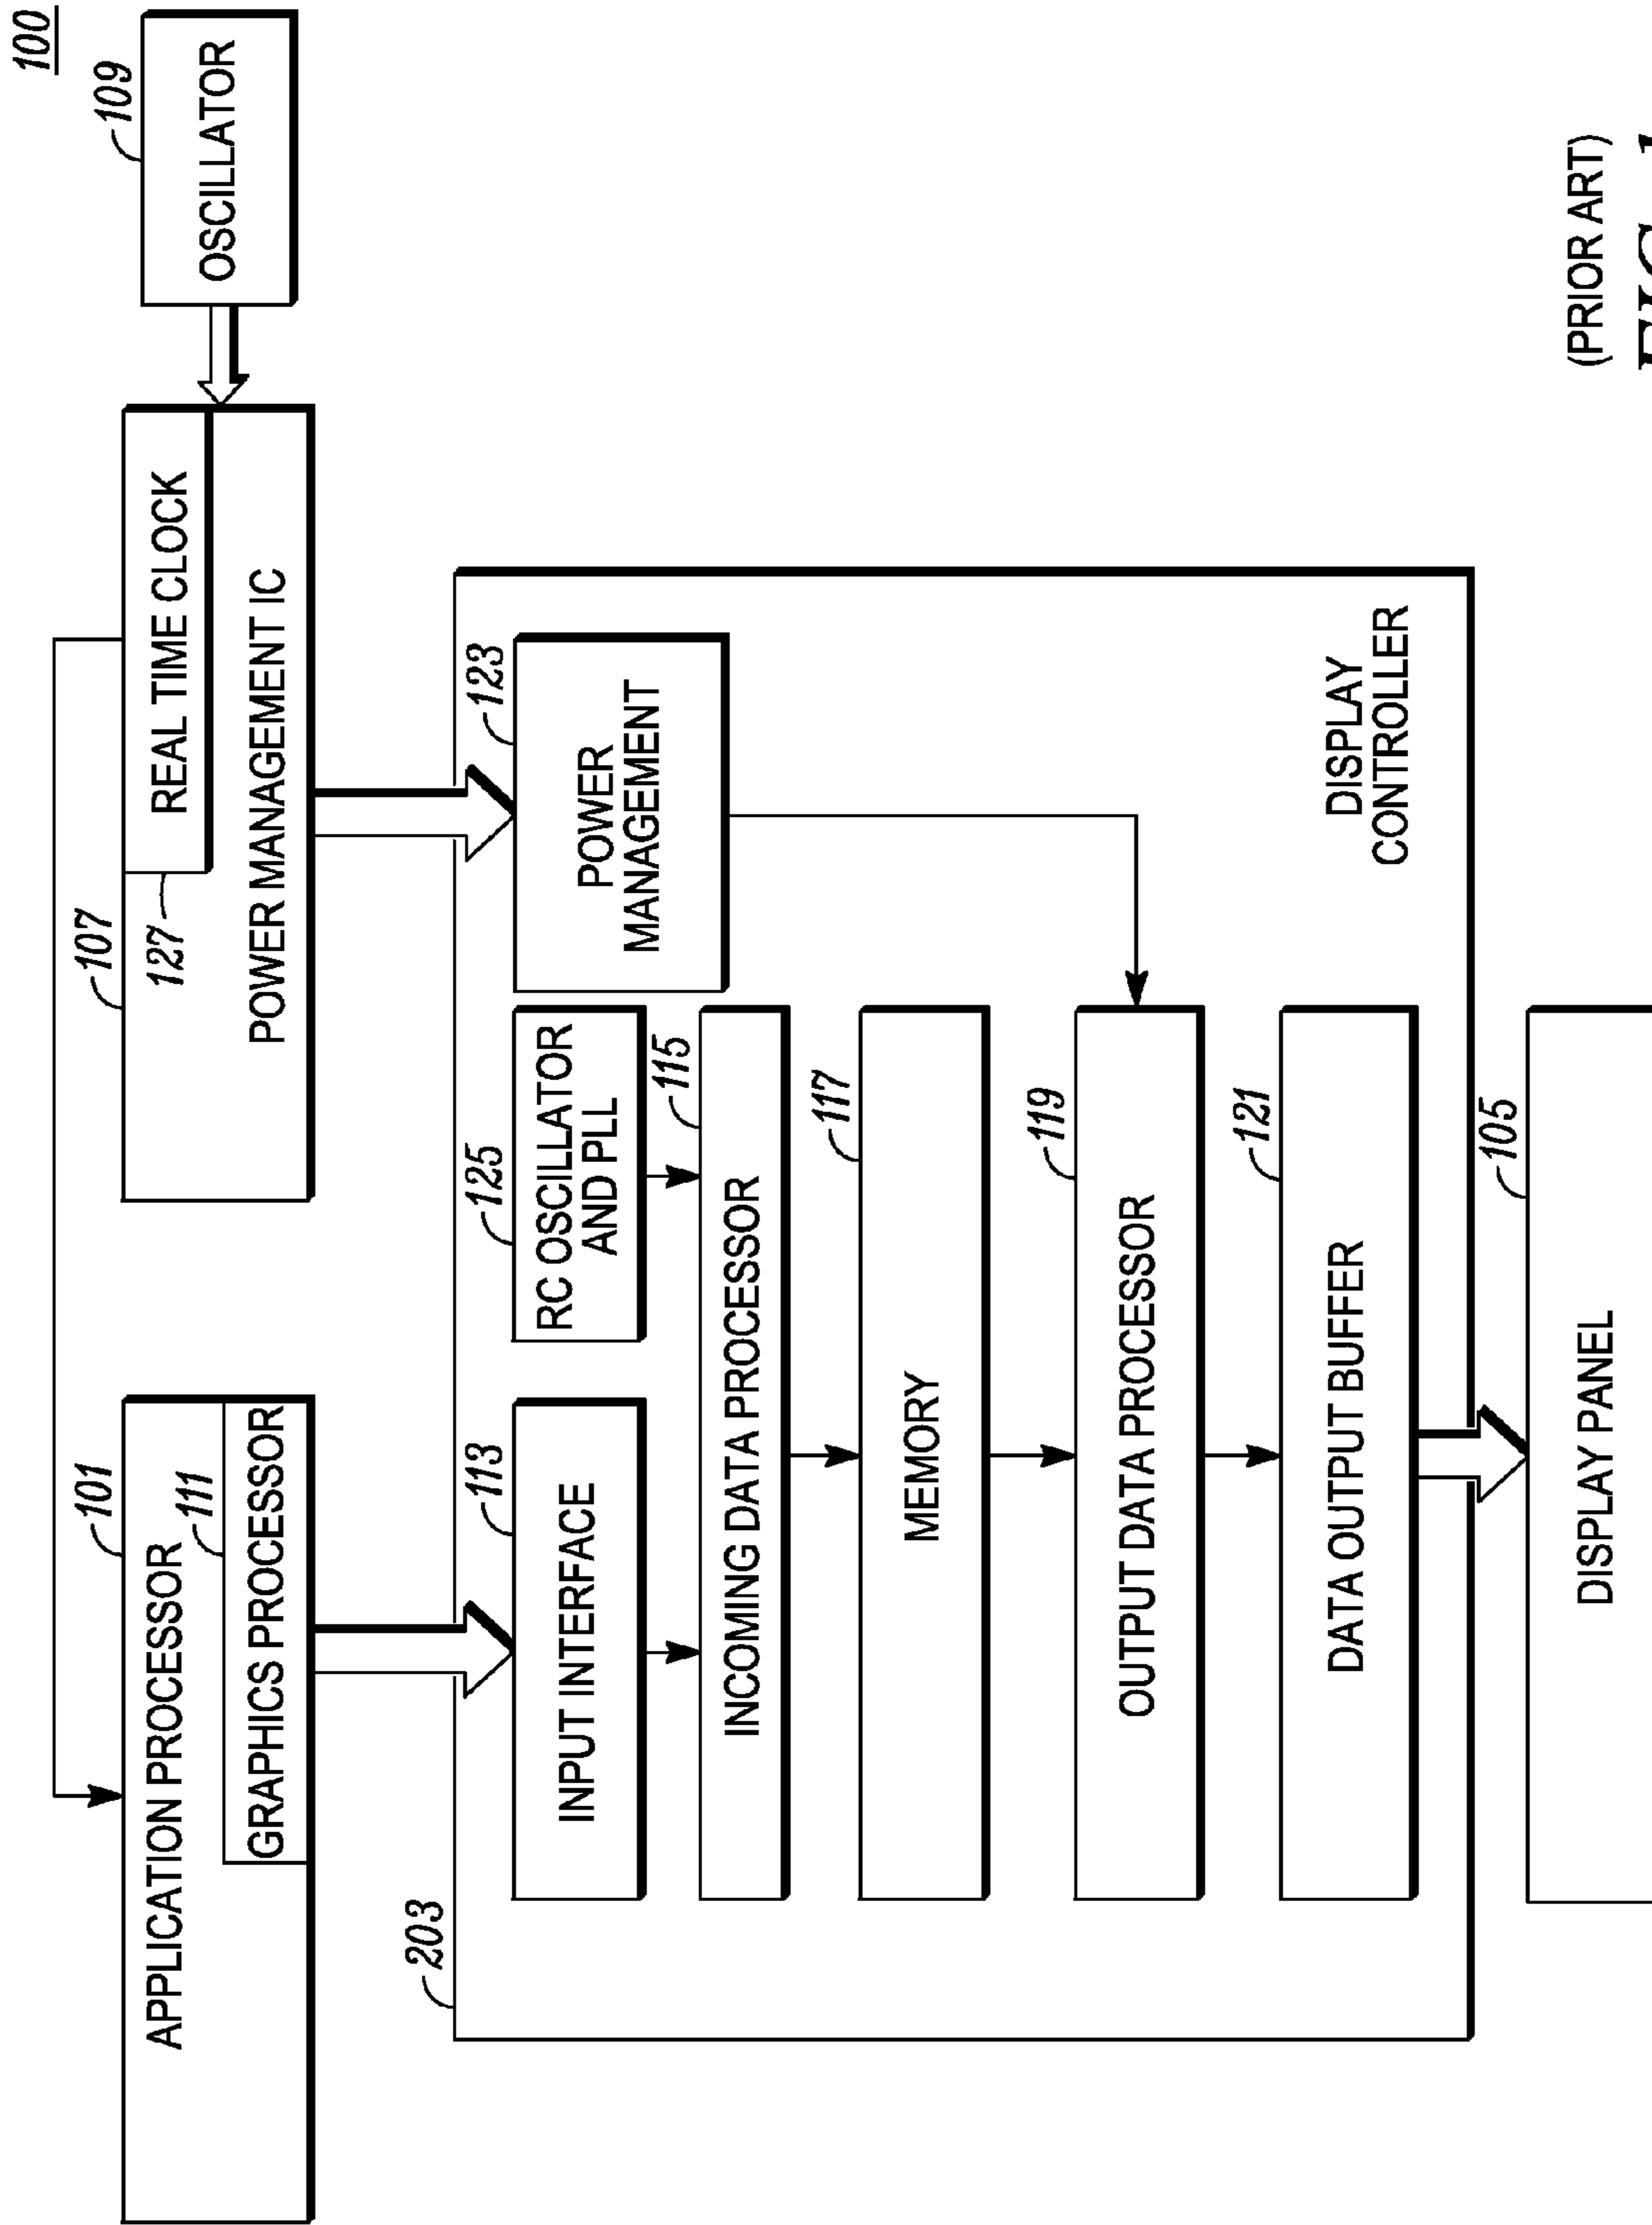 100
OSCILLATOR
109
107
REAL TIME CLOCK
127
POWER MANAGEMENT IC
101
APPLICATION PROCESSOR
111
GRAPHICS PROCESSOR
203
113
INPUT INTERFACE
125
RC OSCILLATOR
AND PLL
123
POWER
MANAGEMENT
115
INCOMING DATA PROCESSOR
117
MEMORY
119
OUTPUT DATA PROCESSOR
121
DATA OUTPUT BUFFER
DISPLAY
CONTROLLER
105
DISPLAY PANEL
(PRIOR ART)